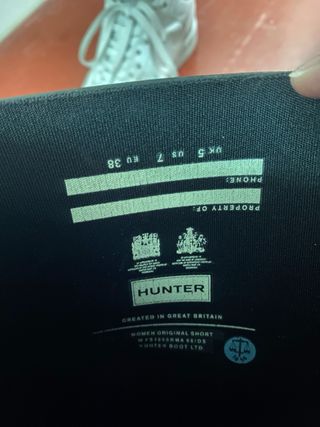 UK 5 US 7 EU 38
PHONE:
PROPERTY OF:
HUNTER
CREATED IN GREAT BRITAIN
WOMEN ORIGINAL SHORT
HUNTER BOOT LTD